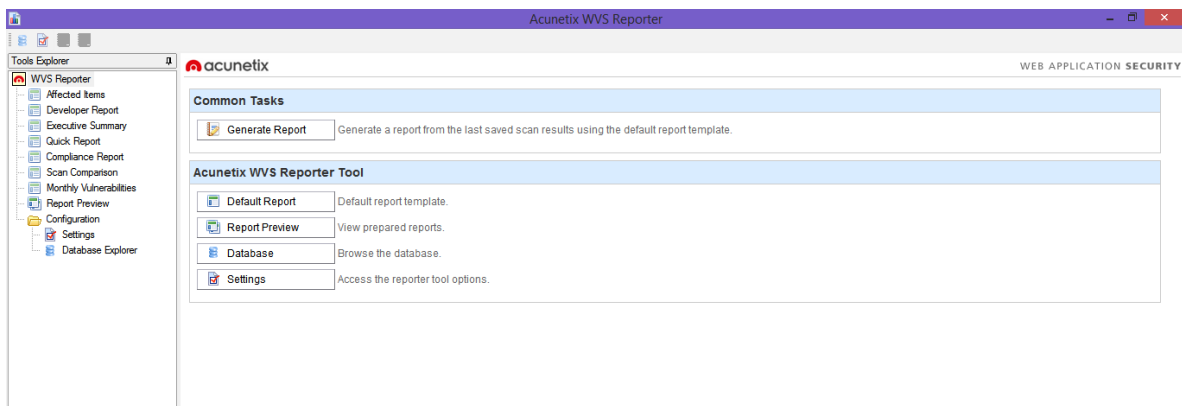 Acunetix WVS Reporter
Tools Explorer
WVS Reporter
Affected Items
Developer Report
Executive Summary
Quick Report
Compliance Report
Scan Comparison
Monthly Vulnerabilities
Report Preview
Configuration
Settings
Database Explorer
acunetix
WEB APPLICATION SECURITY
Common Tasks
Generate Report Generate a report from the last saved scan results using the default report template.
Acunetix WVS Reporter Tool
Default Report Default report template.
Report Preview View prepared reports.
Database Browse the database.
Settings Access the reporter tool options.